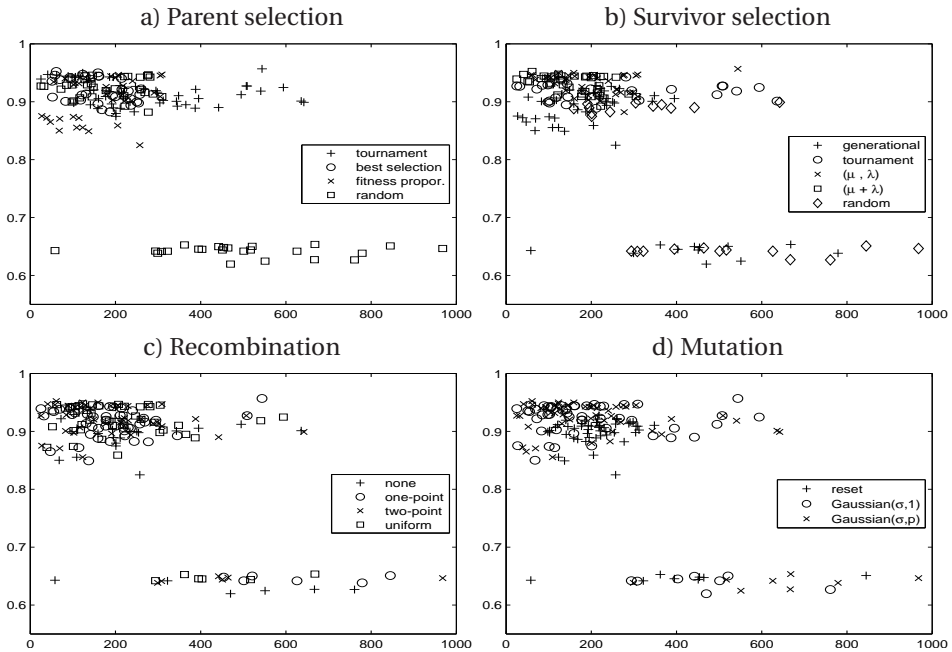 a) Parent selection
1
0.9
0.8
0.7
0.6
0 200 400 600 800 1000
tournament
best selection
fitness propor.
random
b) Survivor selection
1
0.9
0.8
0.7
0.6
0 200 400 600 800 1000
generational
tournament
(μ , λ)
(μ + λ)
random
c) Recombination
1
0.9
0.8
0.7
0.6
0 200 400 600 800 1000
none
one-point
two-point
uniform
d) Mutation
1
0.9
0.8
0.7
0.6
0 200 400 600 800 1000
reset
Gaussian(σ,1)
Gaussian(σ,p)